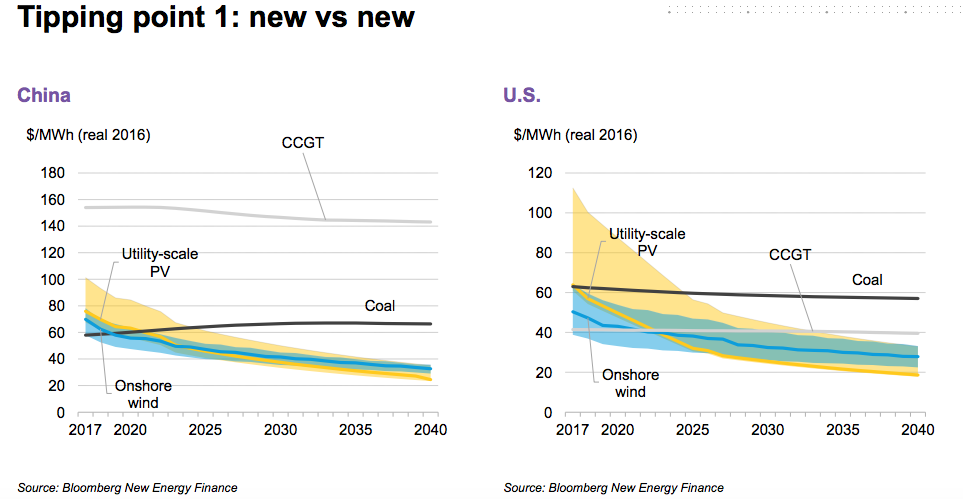 Tipping point 1: new vs new
China
$/MWh (real 2016)
CCGT
180
160
140
120
100
80
60
40
20
0
Utility-scale
PV
Coal
Onshore
wind
2017 2020 2025 2030 2035 2040
Source: Bloomberg New Energy Finance
U.S.
$/MWh (real 2016)
120
100
80
60
40
20
0
Utility-scale
PV
CCGT
Coal
Onshore
wind
2017 2020 2025 2030 2035 2040
Source: Bloomberg New Energy Finance